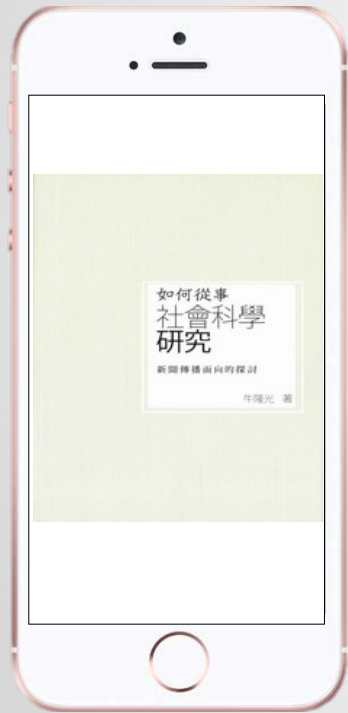 如何從事
社會科學
研究
新聞傳播面向的探討
牛隆光 著